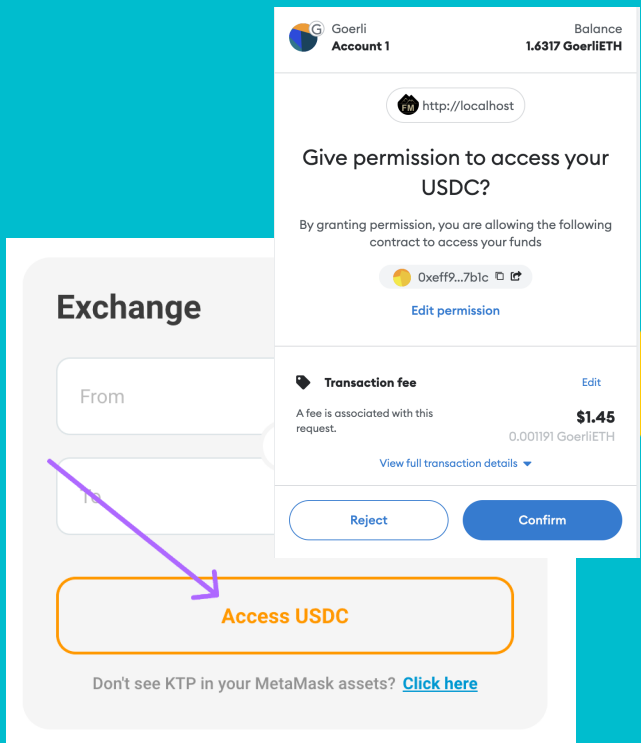 G Goerli
Account 1
Balance
1.6317 GoerliETH
FM http://localhost
Give permission to access your
USDC?
By granting permission, you are allowing the following
contract to access your funds
0xeff9...7b1c
Edit permission
Transaction fee
Edit
A fee is associated with this
request.
$1.45
0.001191 GoerliETH
View full transaction details
Reject
Confirm
Exchange
From
To
Access USDC
Don't see KTP in your MetaMask assets? Click here